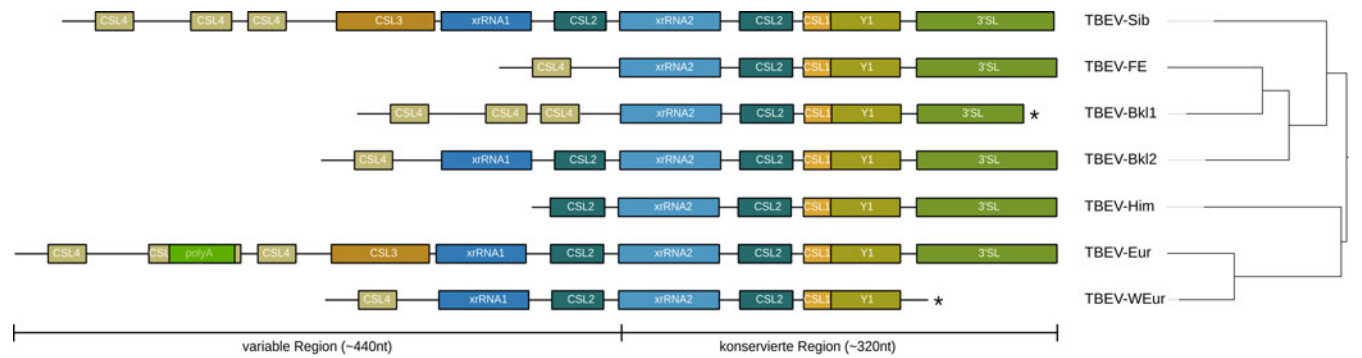 CSL4 CSL4 CSL4 CSL3 xrRNA1 CSL2 xrRNA2 CSL2 CSL1 Y1 3'SL TBEV-Sib
CSL4 xrRNA2 CSL2 CSL1 Y1 3'SL TBEV-FE
CSL4 CSL4 CSL4 xrRNA2 CSL2 CSL1 Y1 3'SL * TBEV-Bkl1
CSL4 xrRNA1 CSL2 xrRNA2 CSL2 CSL1 Y1 3'SL TBEV-Bkl2
CSL2 xrRNA2 CSL2 CSL1 Y1 3'SL TBEV-Him
CSL4 CSL polyA CSL4 CSL3 xrRNA1 CSL2 xrRNA2 CSL2 CSL1 Y1 3'SL TBEV-Eur
CSL4 xrRNA1 CSL2 xrRNA2 CSL2 CSL1 Y1 * TBEV-WEur
variable Region (~440nt) konservierte Region (~320nt)